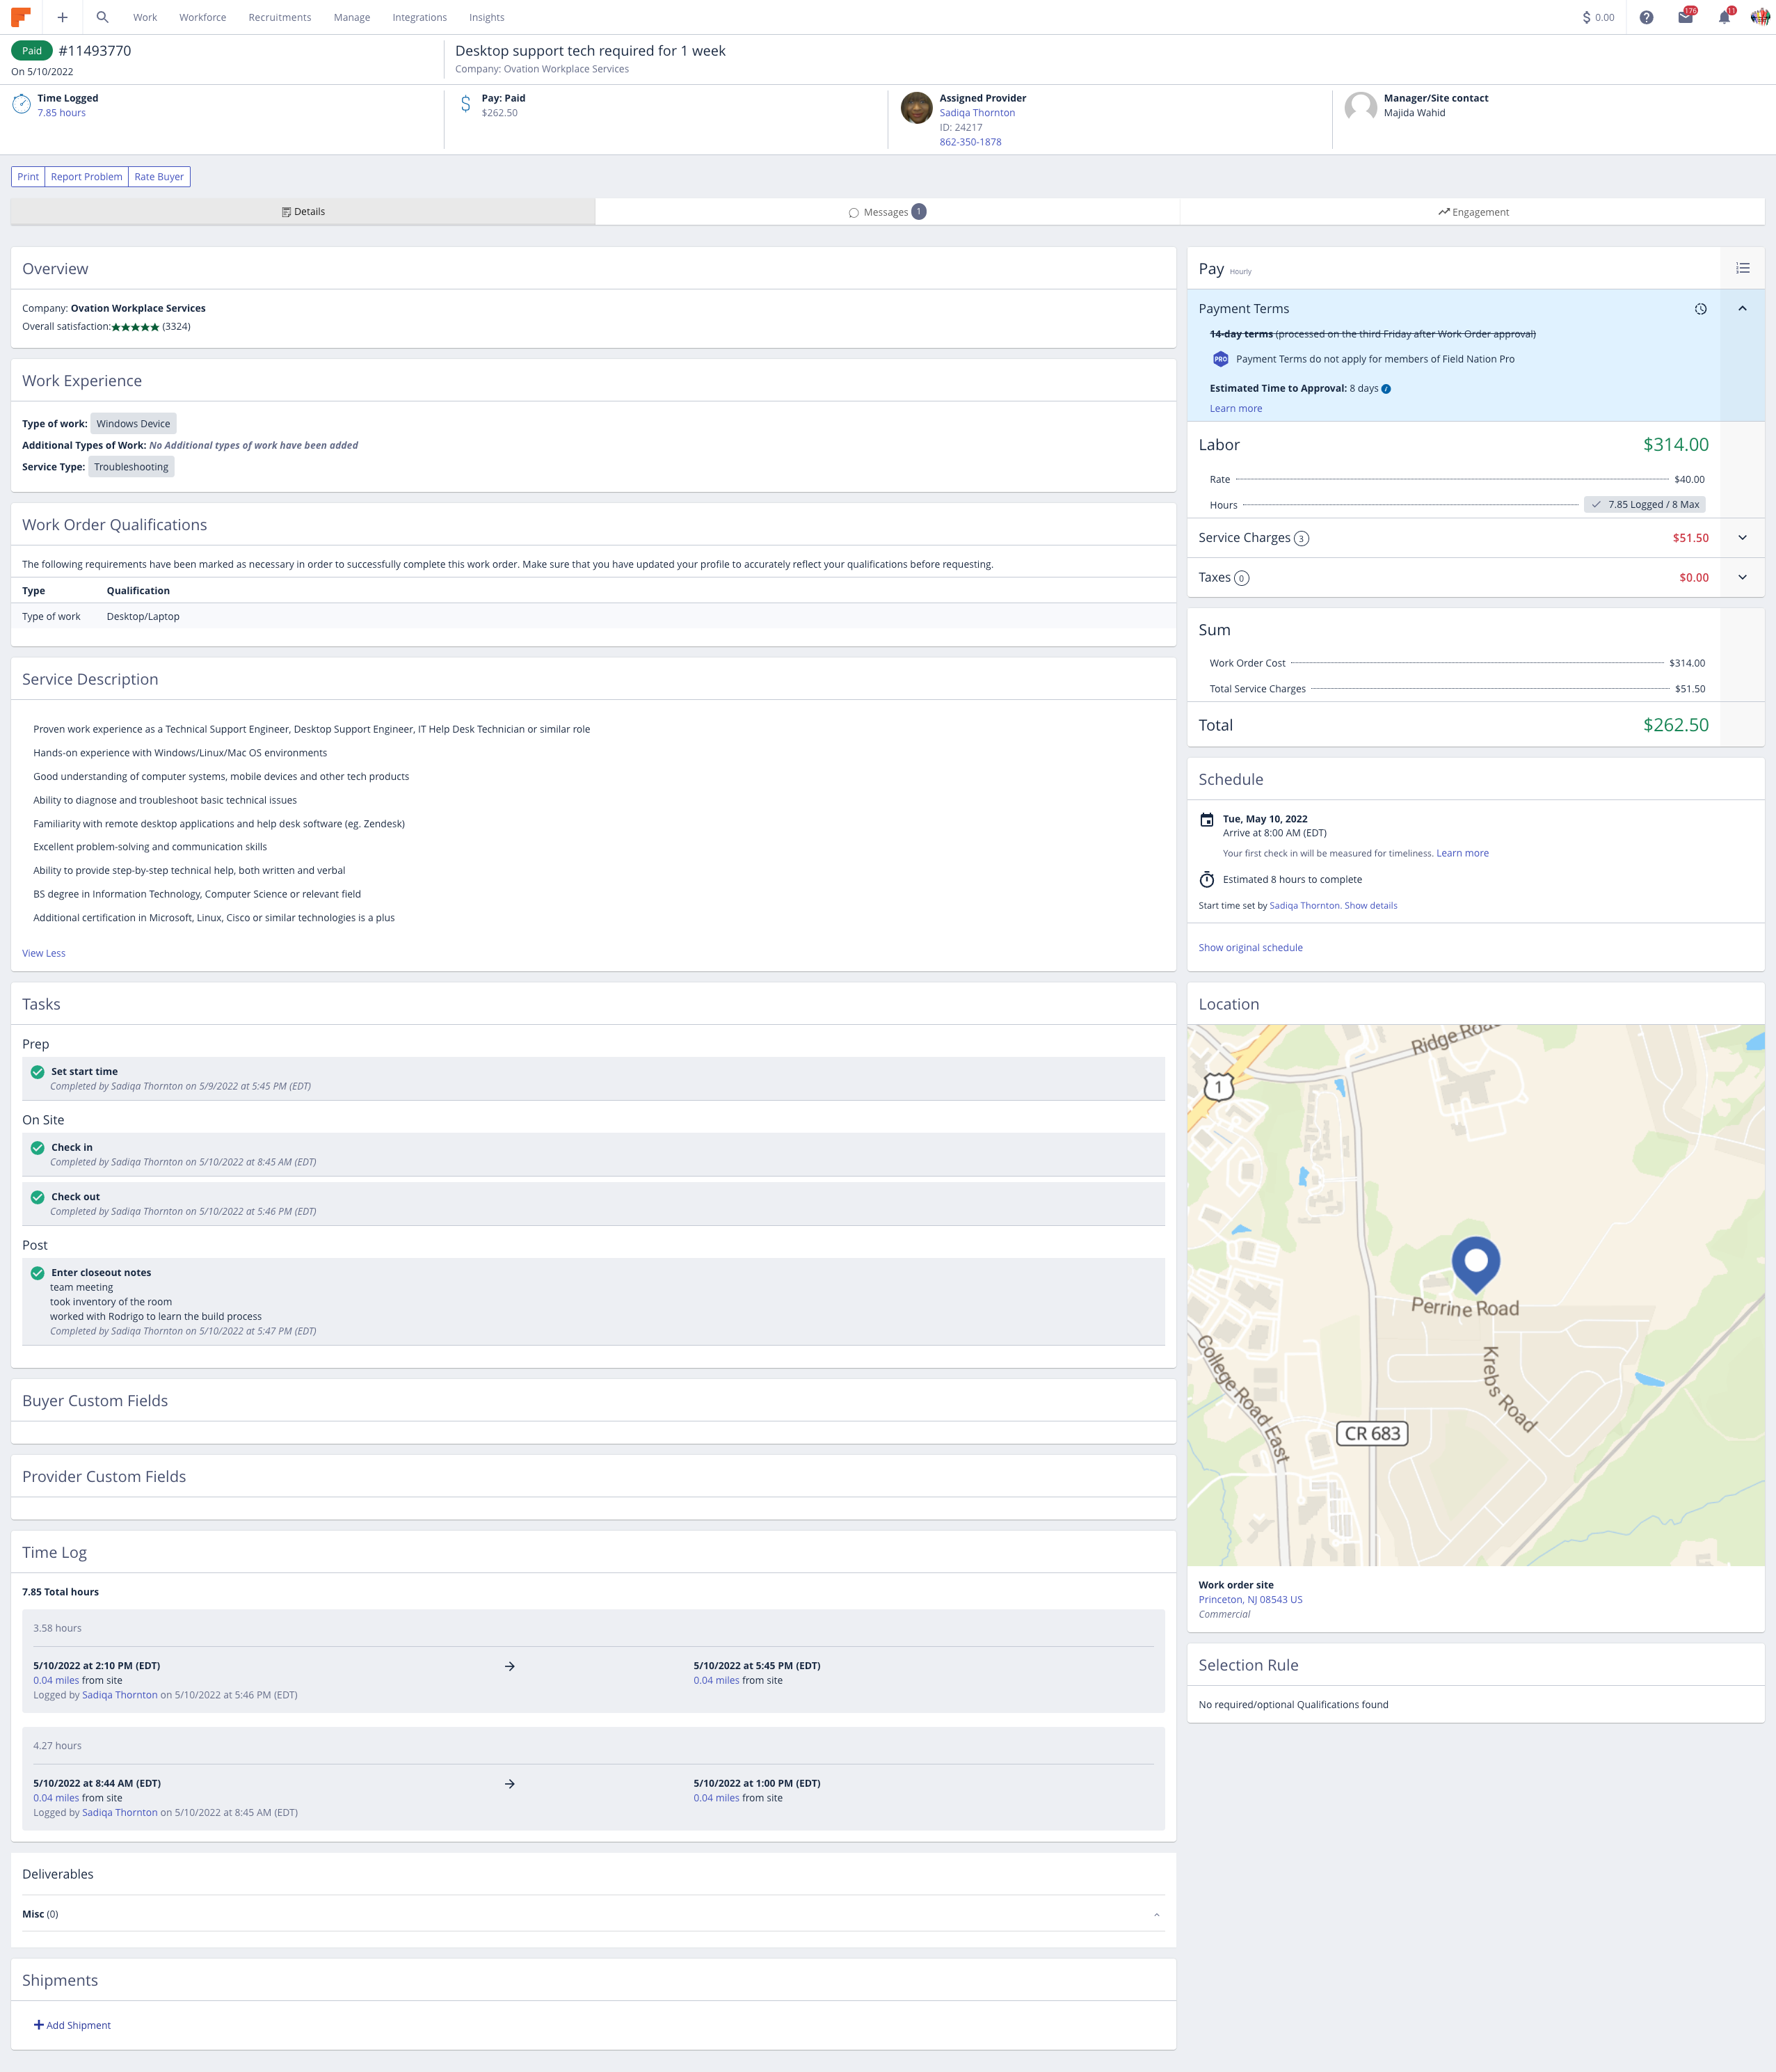 Work Workforce Recruitments Manage Integrations Insights $ 0.00 176 11
Paid #11493770
On 5/10/2022
Desktop support tech required for 1 week
Company: Ovation Workplace Services
Time Logged
7.85 hours
Pay: Paid
$262.50
Assigned Provider
Sadiqa Thornton
ID: 24217
862-350-1878
Manager/Site contact
Majida Wahid
Print Report Problem Rate Buyer
Details Messages 1 Engagement
Overview
Company: Ovation Workplace Services
Overall satisfaction:★★★★★ (3324)
Work Experience
Type of work: Windows Device
Additional Types of Work: No Additional types of work have been added
Service Type: Troubleshooting
Work Order Qualifications
The following requirements have been marked as necessary in order to successfully complete this work order. Make sure that you have updated your profile to accurately reflect your qualifications before requesting.
Type Qualification
Type of work Desktop/Laptop
Service Description
Proven work experience as a Technical Support Engineer, Desktop Support Engineer, IT Help Desk Technician or similar role
Hands-on experience with Windows/Linux/Mac OS environments
Good understanding of computer systems, mobile devices and other tech products
Ability to diagnose and troubleshoot basic technical issues
Familiarity with remote desktop applications and help desk software (eg. Zendesk)
Excellent problem-solving and communication skills
Ability to provide step-by-step technical help, both written and verbal
BS degree in Information Technology, Computer Science or relevant field
Additional certification in Microsoft, Linux, Cisco or similar technologies is a plus
View Less
Tasks
Prep
Set start time
Completed by Sadiqa Thornton on 5/9/2022 at 5:45 PM (EDT)
On Site
Check in
Completed by Sadiqa Thornton on 5/10/2022 at 8:45 AM (EDT)
Check out
Completed by Sadiqa Thornton on 5/10/2022 at 5:46 PM (EDT)
Post
Enter closeout notes
team meeting
took inventory of the room
worked with Rodrigo to learn the build process
Completed by Sadiqa Thornton on 5/10/2022 at 5:47 PM (EDT)
Buyer Custom Fields
Provider Custom Fields
Time Log
7.85 Total hours
3.58 hours
5/10/2022 at 2:10 PM (EDT) → 5/10/2022 at 5:45 PM (EDT)
0.04 miles from site 0.04 miles from site
Logged by Sadiqa Thornton on 5/10/2022 at 5:46 PM (EDT)
4.27 hours
5/10/2022 at 8:44 AM (EDT) → 5/10/2022 at 1:00 PM (EDT)
0.04 miles from site 0.04 miles from site
Logged by Sadiqa Thornton on 5/10/2022 at 8:45 AM (EDT)
Deliverables
Misc (0)
Shipments
Add Shipment
Pay Hourly
Payment Terms
14-day terms (processed on the third Friday after Work Order approval)
PRO Payment Terms do not apply for members of Field Nation Pro
Estimated Time to Approval: 8 days
Learn more
Labor $314.00
Rate $40.00
Hours 7.85 Logged / 8 Max
Service Charges 3 $51.50
Taxes 0 $0.00
Sum
Work Order Cost $314.00
Total Service Charges $51.50
Total $262.50
Schedule
Tue, May 10, 2022
Arrive at 8:00 AM (EDT)
Your first check in will be measured for timeliness. Learn more
Estimated 8 hours to complete
Start time set by Sadiqa Thornton. Show details
Show original schedule
Location
Ridge Road
1
Perrine Road
Krebs Road
College Road East
CR 683
Work order site
Princeton, NJ 08543 US
Commercial
Selection Rule
No required/optional Qualifications found